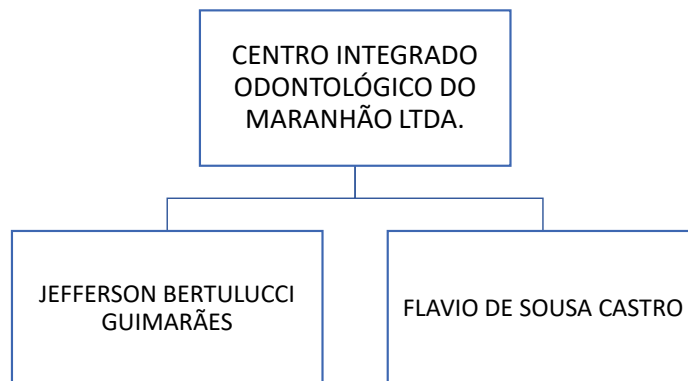 CENTRO INTEGRADO
ODONTOLÓGICO DO
MARANHÃO LTDA.
JEFFERSON BERTULUCCI
GUIMARÃES
FLAVIO DE SOUSA CASTRO